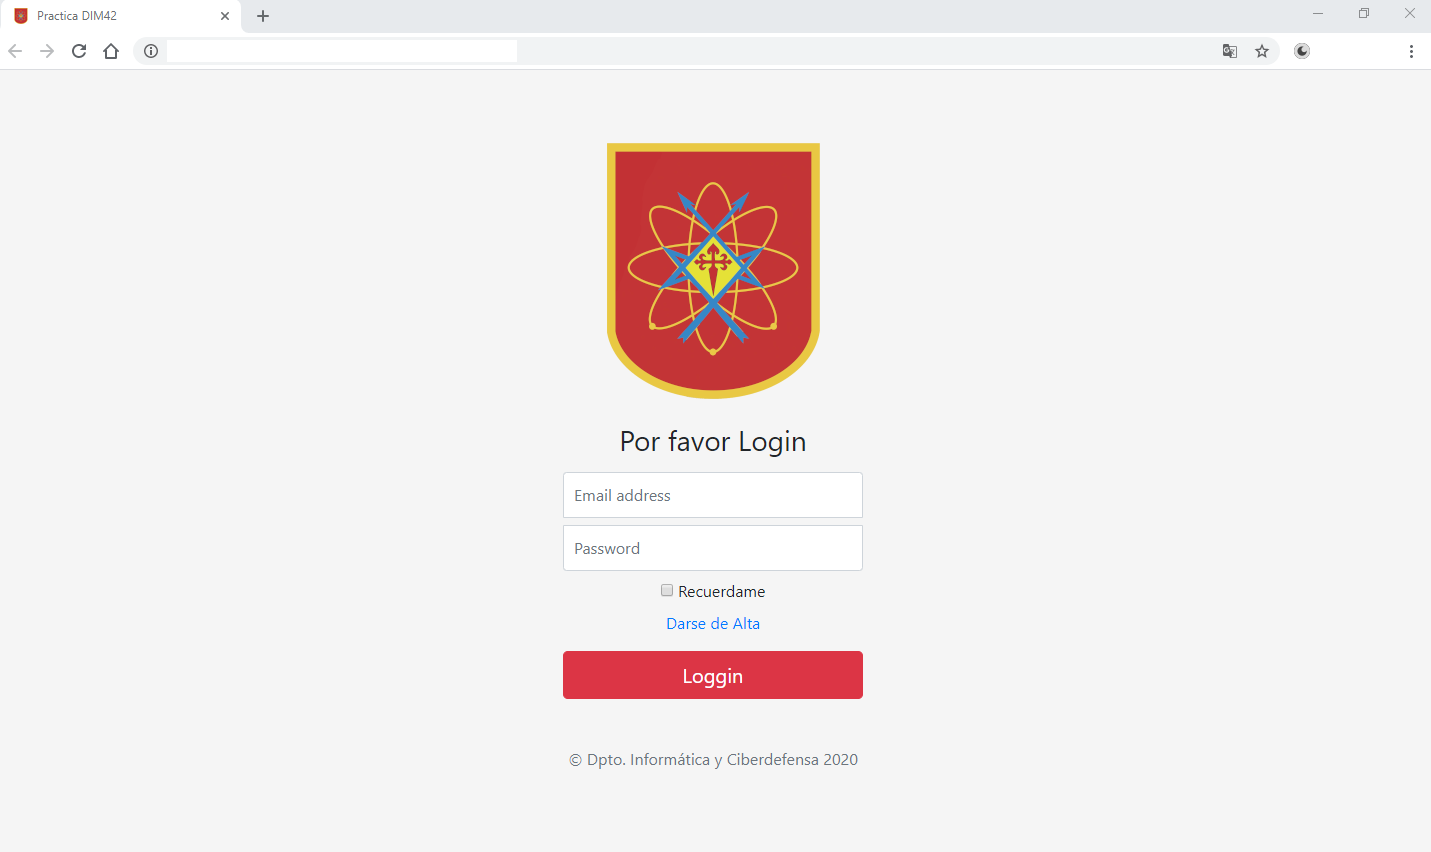 Practica DIM42
Por favor Login
Email address
Password
Recuerdame
Darse de Alta
Loggin
© Dpto. Informática y Ciberdefensa 2020